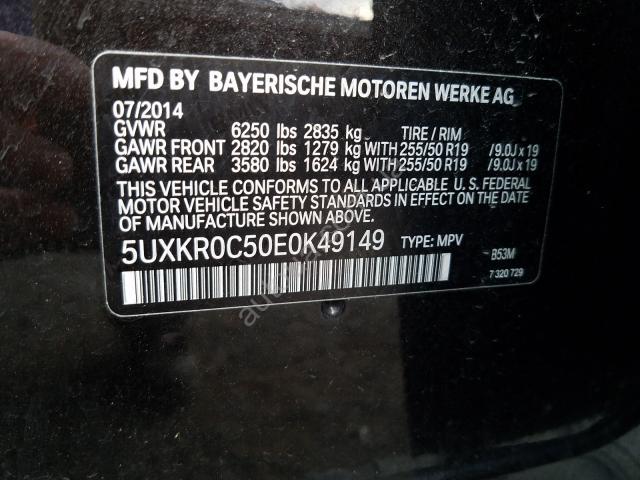 MFD BY BAYERISCHE MOTOREN WERKE AG
07/2014
GVWR 6250 lbs 2835 kg TIRE / RIM
GAWR FRONT 2820 lbs 1279 kg WITH 255/50 R19 /9.0J x 19
GAWR REAR 3580 lbs 1624 kg WITH 255/50 R19 /9.0J x 19
THIS VEHICLE CONFORMS TO ALL APPLICABLE U.S. FEDERAL
MOTOR VEHICLE SAFETY STANDARDS IN EFFECT ON THE DATE
OF MANUFACTURE SHOWN ABOVE.
5UXKR0C50E0K49149 TYPE: MPV B53M
7 320 729